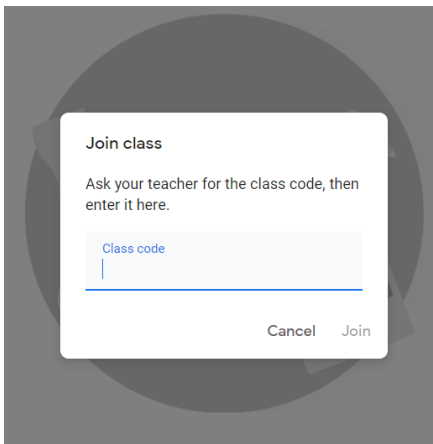 Join class
Ask your teacher for the class code, then
enter it here.
Class code
Cancel Join